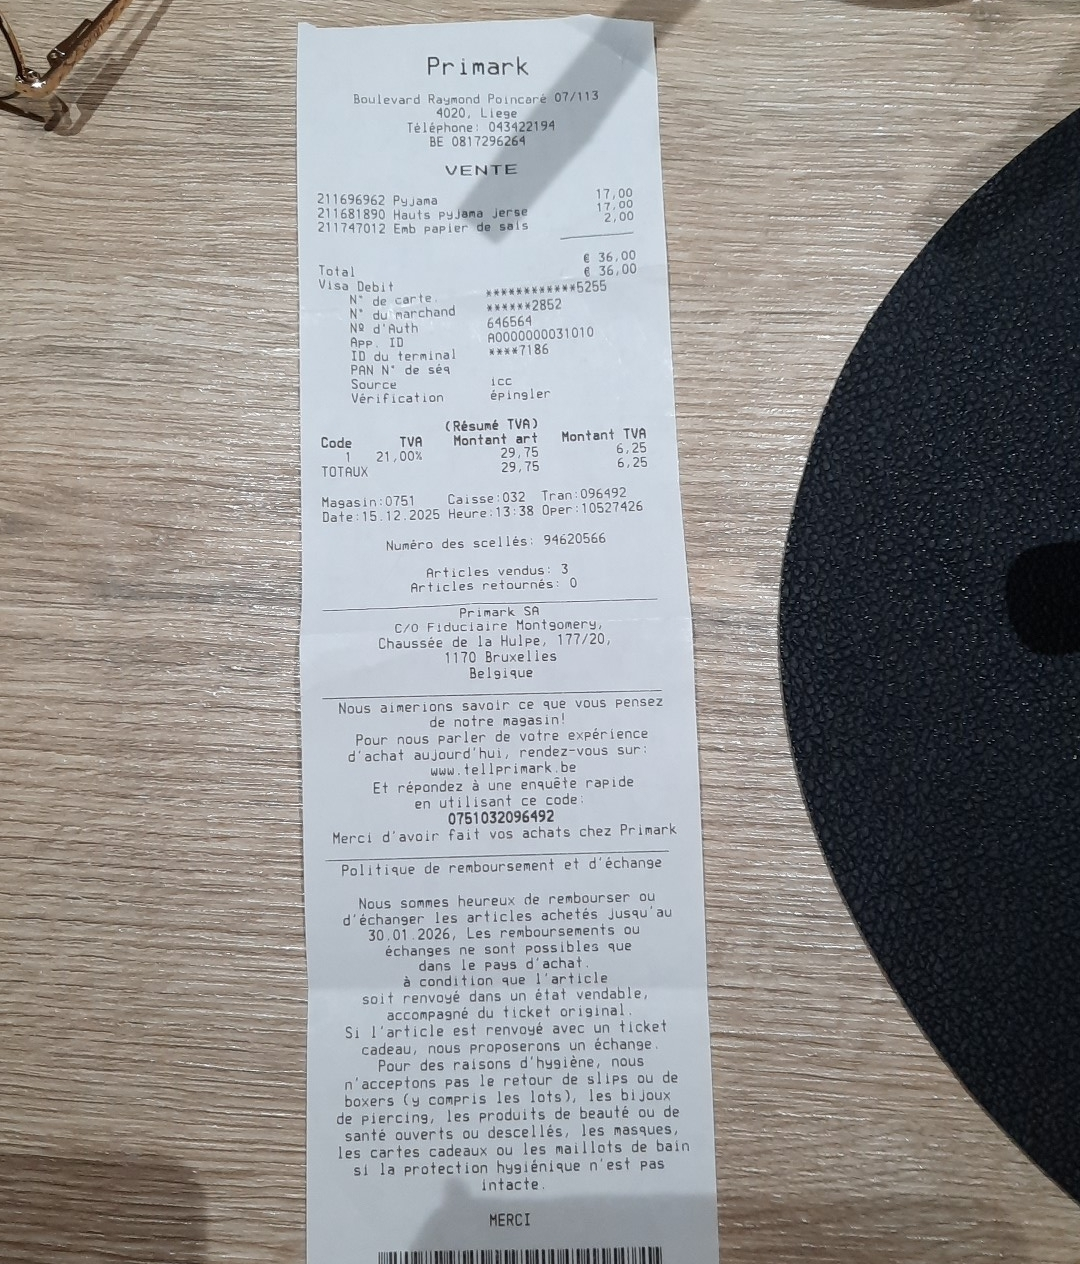 Primark
Boulevard Raymond Poincaré 07/113
4020, Liege
Téléphone: 043422194
BE 0817296264
VENTE
211696962 Pyjama 17,00
211681890 Hauts pyjama jerse 17,00
211747012 Emb papier de sais 2,00
Total € 36,00
Visa Debit € 36,00
N° de carte. ************5255
N° du marchand ******2852
Nº d'Auth 646564
App. ID A0000000031010
ID du terminal ****7186
PAN N° de séq
Source icc
Vérification épingler
(Résumé TVA)
Code TVA Montant art Montant TVA
1 21,00% 29,75 6,25
TOTAUX 29,75 6,25
Magasin:0751 Caisse:032 Tran:096492
Date:15.12.2025 Heure:13:38 Oper:10527426
Numéro des scellés: 94620566
Articles vendus: 3
Articles retournés: 0
Primark SA
C/O Fiduciaire Montgomery,
Chaussée de la Hulpe, 177/20,
1170 Bruxelles
Belgique
Nous aimerions savoir ce que vous pensez
de notre magasin!
Pour nous parler de votre expérience
d'achat aujourd'hui, rendez-vous sur:
www.tellprimark.be
Et répondez à une enquête rapide
en utilisant ce code:
0751032096492
Merci d'avoir fait vos achats chez Primark
Politique de remboursement et d'échange
Nous sommes heureux de rembourser ou
d'échanger les articles achetés jusqu'au
30.01.2026, Les remboursements ou
échanges ne sont possibles que
dans le pays d'achat.
à condition que l'article
soit renvoyé dans un état vendable,
accompagné du ticket original.
Si l'article est renvoyé avec un ticket
cadeau, nous proposerons un échange.
Pour des raisons d'hygiène, nous
n'acceptons pas le retour de slips ou de
boxers (y compris les lots), les bijoux
de piercing, les produits de beauté ou de
santé ouverts ou descellés, les masques,
les cartes cadeaux ou les maillots de bain
si la protection hygiénique n'est pas
intacte.
MERCI